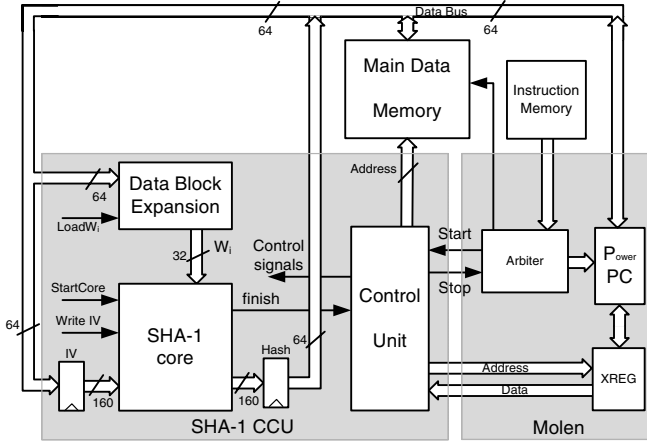 64
Data Bus
64
Main Data
Memory
Instruction
Memory
Address
64
Data Block
Expansion
LoadWi
32
Wi
Control
signals
Start
Arbiter
Power
PC
Stop
StartCore
finish
Control
Unit
SHA-1
core
Write IV
64
64
IV
Hash
160
160
Address
Data
XREG
SHA-1 CCU
Molen